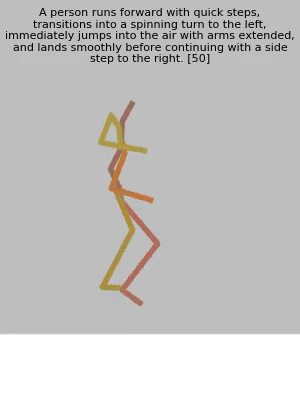 A person runs forward with quick steps,
transitions into a spinning turn to the left,
immediately jumps into the air with arms extended,
and lands smoothly before continuing with a side
step to the right. [50]